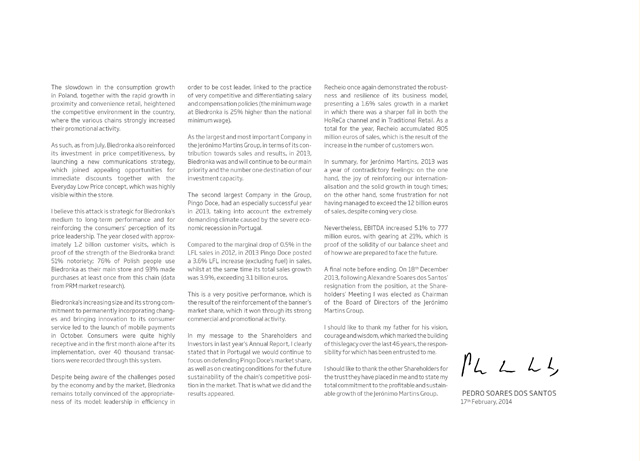 The slowdown in the consumption growth
in Poland, together with the rapid growth in
proximity and convenience retail, heightened
the competitive environment in the country,
where the various chains strongly increased
their promotional activity.
As such, as from July, Biedronka also reinforced
its investment in price competitiveness, by
launching a new communications strategy,
which joined appealing opportunities for
immediate discounts together with the
Everyday Low Price concept, which was highly
visible within the store.
I believe this attack is strategic for Biedronka's
medium to long-term performance and for
reinforcing the consumers' perception of its
price leadership. The year closed with approx-
imately 1.2 billion customer visits, which is
proof of the strength of the Biedronka brand:
51% notoriety; 76% of Polish people use
Biedronka as their main store and 93% made
purchases at least once from this chain (data
from PRM market research).
Biedronka's increasing size and its strong com-
mitment to permanently incorporating chang-
es and bringing innovation to its consumer
service led to the launch of mobile payments
in October. Consumers were quite highly
receptive and in the first month alone after its
implementation, over 40 thousand transac-
tions were recorded through this system.
Despite being aware of the challenges posed
by the economy and by the market, Biedronka
remains totally convinced of the appropriate-
ness of its model: leadership in efficiency in
order to be cost leader, linked to the practice
of very competitive and differentiating salary
and compensation policies (the minimum wage
at Biedronka is 25% higher than the national
minimum wage).
As the largest and most important Company in
the Jerónimo Martins Group, in terms of its con-
tribution towards sales and results, in 2013,
Biedronka was and will continue to be our main
priority and the number one destination of our
investment capacity.
The second largest Company in the Group,
Pingo Doce, had an especially successful year
in 2013, taking into account the extremely
demanding climate caused by the severe eco-
nomic recession in Portugal.
Compared to the marginal drop of 0.5% in the
LFL sales in 2012, in 2013 Pingo Doce posted
a 3.6% LFL increase (excluding fuel) in sales,
whilst at the same time its total sales growth
was 3.9%, exceeding 3.1 billion euros.
This is a very positive performance, which is
the result of the reinforcement of the banner's
market share, which it won through its strong
commercial and promotional activity.
In my message to the Shareholders and
Investors in last year's Annual Report, I clearly
stated that in Portugal we would continue to
focus on defending Pingo Doce's market share,
as well as on creating conditions for the future
sustainability of the chain's competitive posi-
tion in the market. That is what we did and the
results appeared.
Recheio once again demonstrated the robust-
ness and resilience of its business model,
presenting a 1.6% sales growth in a market
in which there was a sharper fall in both the
HoReCa channel and in Traditional Retail. As a
total for the year, Recheio accumulated 805
million euros of sales, which is the result of the
increase in the number of customers won.
In summary, for Jerónimo Martins, 2013 was
a year of contradictory feelings: on the one
hand, the joy of reinforcing our internation-
alisation and the solid growth in tough times;
on the other hand, some frustration for not
having managed to exceed the 12 billion euros
of sales, despite coming very close.
Nevertheless, EBITDA increased 5.1% to 777
million euros, with gearing at 21%, which is
proof of the solidity of our balance sheet and
of how we are prepared to face the future.
A final note before ending. On 18th December
2013, following Alexandre Soares dos Santos'
resignation from the position, at the Share-
holders' Meeting I was elected as Chairman
of the Board of Directors of the Jerónimo
Martins Group.
I should like to thank my father for his vision,
courage and wisdom, which marked the building
of this legacy over the last 45 years, the respon-
sibility for which has been entrusted to me.
I should like to thank the other Shareholders for
the trust they have placed in me and to state my
total commitment to the profitable and sustain-
able growth of the Jerónimo Martins Group.
PEDRO SOARES DOS SANTOS
17th February, 2014